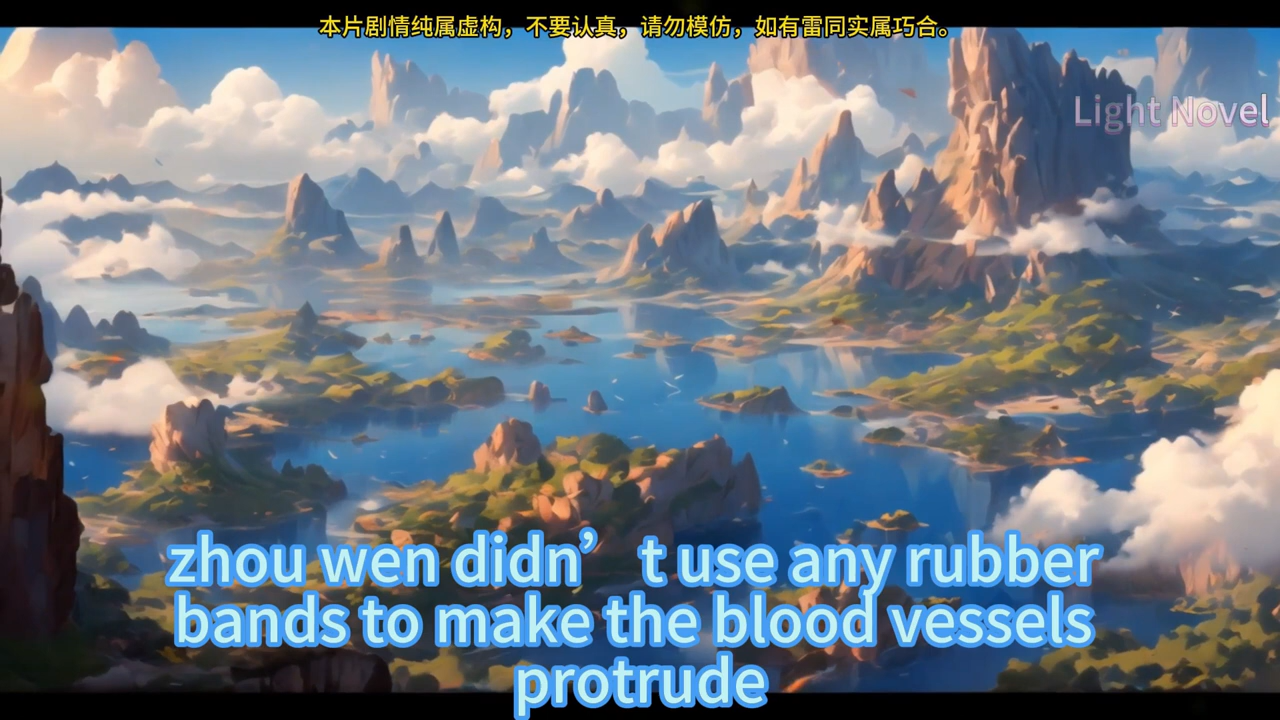 本片剧情纯属虚构，不要认真，请勿模仿，如有雷同实属巧合。
Light Novel
zhou wen didn’t use any rubber
bands to make the blood vessels
protrude